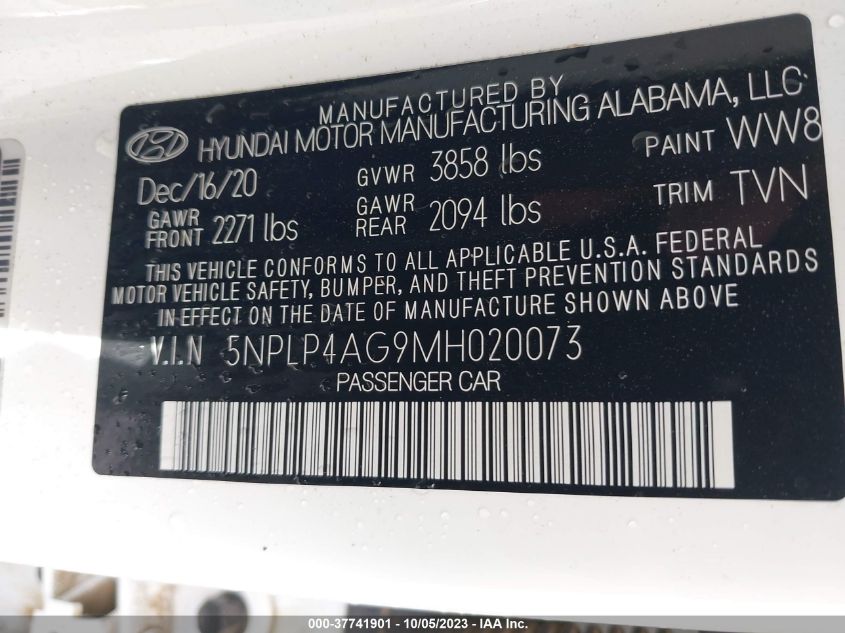 MANUFACTURED BY
HYUNDAI MOTOR MANUFACTURING ALABAMA, LLC
Dec/16/20 GVWR 3858 lbs PAINT WW8
GAWR FRONT 2271 lbs GAWR REAR 2094 lbs TRIM TVN
THIS VEHICLE CONFORMS TO ALL APPLICABLE U.S.A. FEDERAL
MOTOR VEHICLE SAFETY, BUMPER, AND THEFT PREVENTION STANDARDS
IN EFFECT ON THE DATE OF MANUFACTURE SHOWN ABOVE
V.I.N 5NPLP4AG9MH020073
PASSENGER CAR
000-37741901 - 10/05/2023 - IAA Inc.